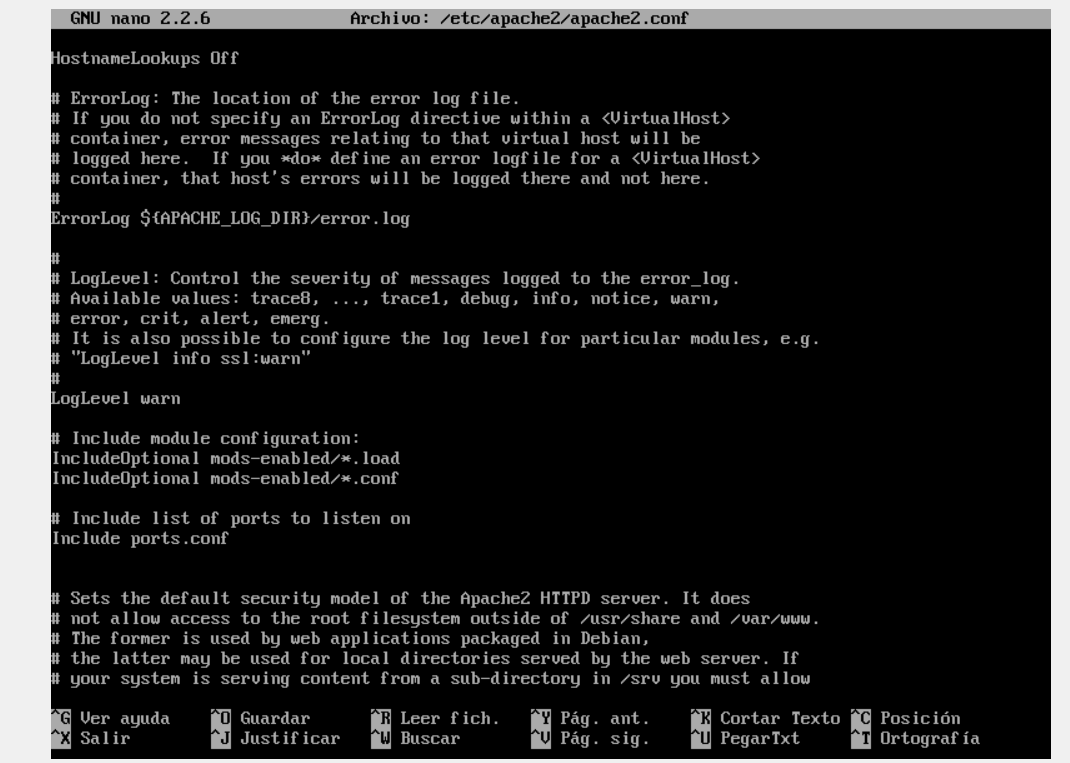 GNU nano 2.2.6 Archivo: /etc/apache2/apache2.conf
HostnameLookups Off
# ErrorLog: The location of the error log file.
# If you do not specify an ErrorLog directive within a <VirtualHost>
# container, error messages relating to that virtual host will be
# logged here.  If you *do* define an error logfile for a <VirtualHost>
# container, that host's errors will be logged there and not here.
#
ErrorLog ${APACHE_LOG_DIR}/error.log
#
# LogLevel: Control the severity of messages logged to the error_log.
# Available values: trace8, ..., trace1, debug, info, notice, warn,
# error, crit, alert, emerg.
# It is also possible to configure the log level for particular modules, e.g.
# "LogLevel info ssl:warn"
#
LogLevel warn
# Include module configuration:
IncludeOptional mods-enabled/*.load
IncludeOptional mods-enabled/*.conf
# Include list of ports to listen on
Include ports.conf
# Sets the default security model of the Apache2 HTTPD server. It does
# not allow access to the root filesystem outside of /usr/share and /var/www.
# The former is used by web applications packaged in Debian,
# the latter may be used for local directories served by the web server. If
# your system is serving content from a sub-directory in /srv you must allow
^G Ver ayuda ^O Guardar ^R Leer fich. ^Y Pág. ant. ^K Cortar Texto ^C Posición
^X Salir ^J Justificar ^W Buscar ^V Pág. sig. ^U PegarTxt ^T Ortografía